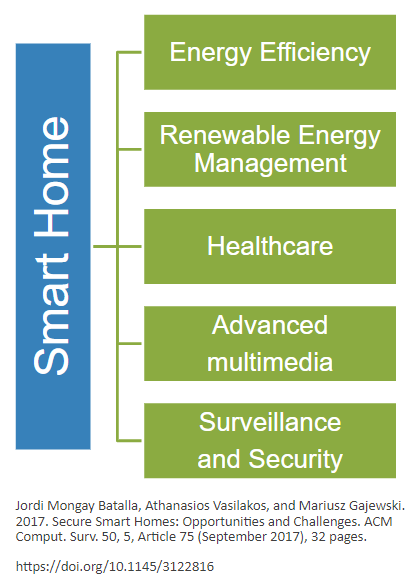 Smart Home
Energy Efficiency
Renewable Energy
Management
Healthcare
Advanced
multimedia
Surveillance
and Security
Jordi Mongay Batalla, Athanasios Vasilakos, and Mariusz Gajewski.
2017. Secure Smart Homes: Opportunities and Challenges. ACM
Comput. Surv. 50, 5, Article 75 (September 2017), 32 pages.
https://doi.org/10.1145/3122816